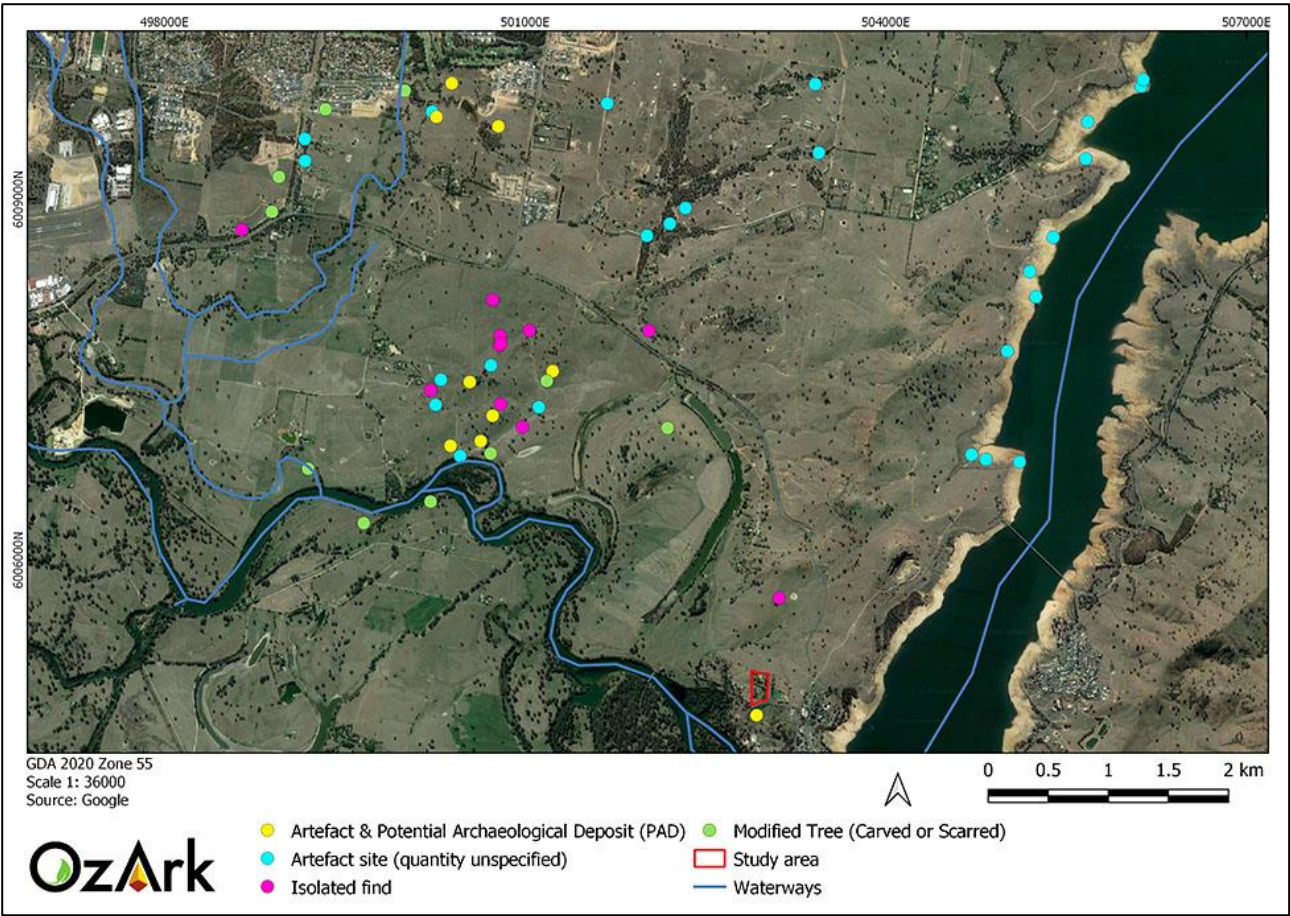 498000E 501000E 504000E 507000E
6009000N
6006000N
GDA 2020 Zone 55
Scale 1: 36000
Source: Google
0 0.5 1 1.5 2 km
Artefact & Potential Archaeological Deposit (PAD)
Modified Tree (Carved or Scarred)
Artefact site (quantity unspecified)
Study area
Isolated find
Waterways
OzArk